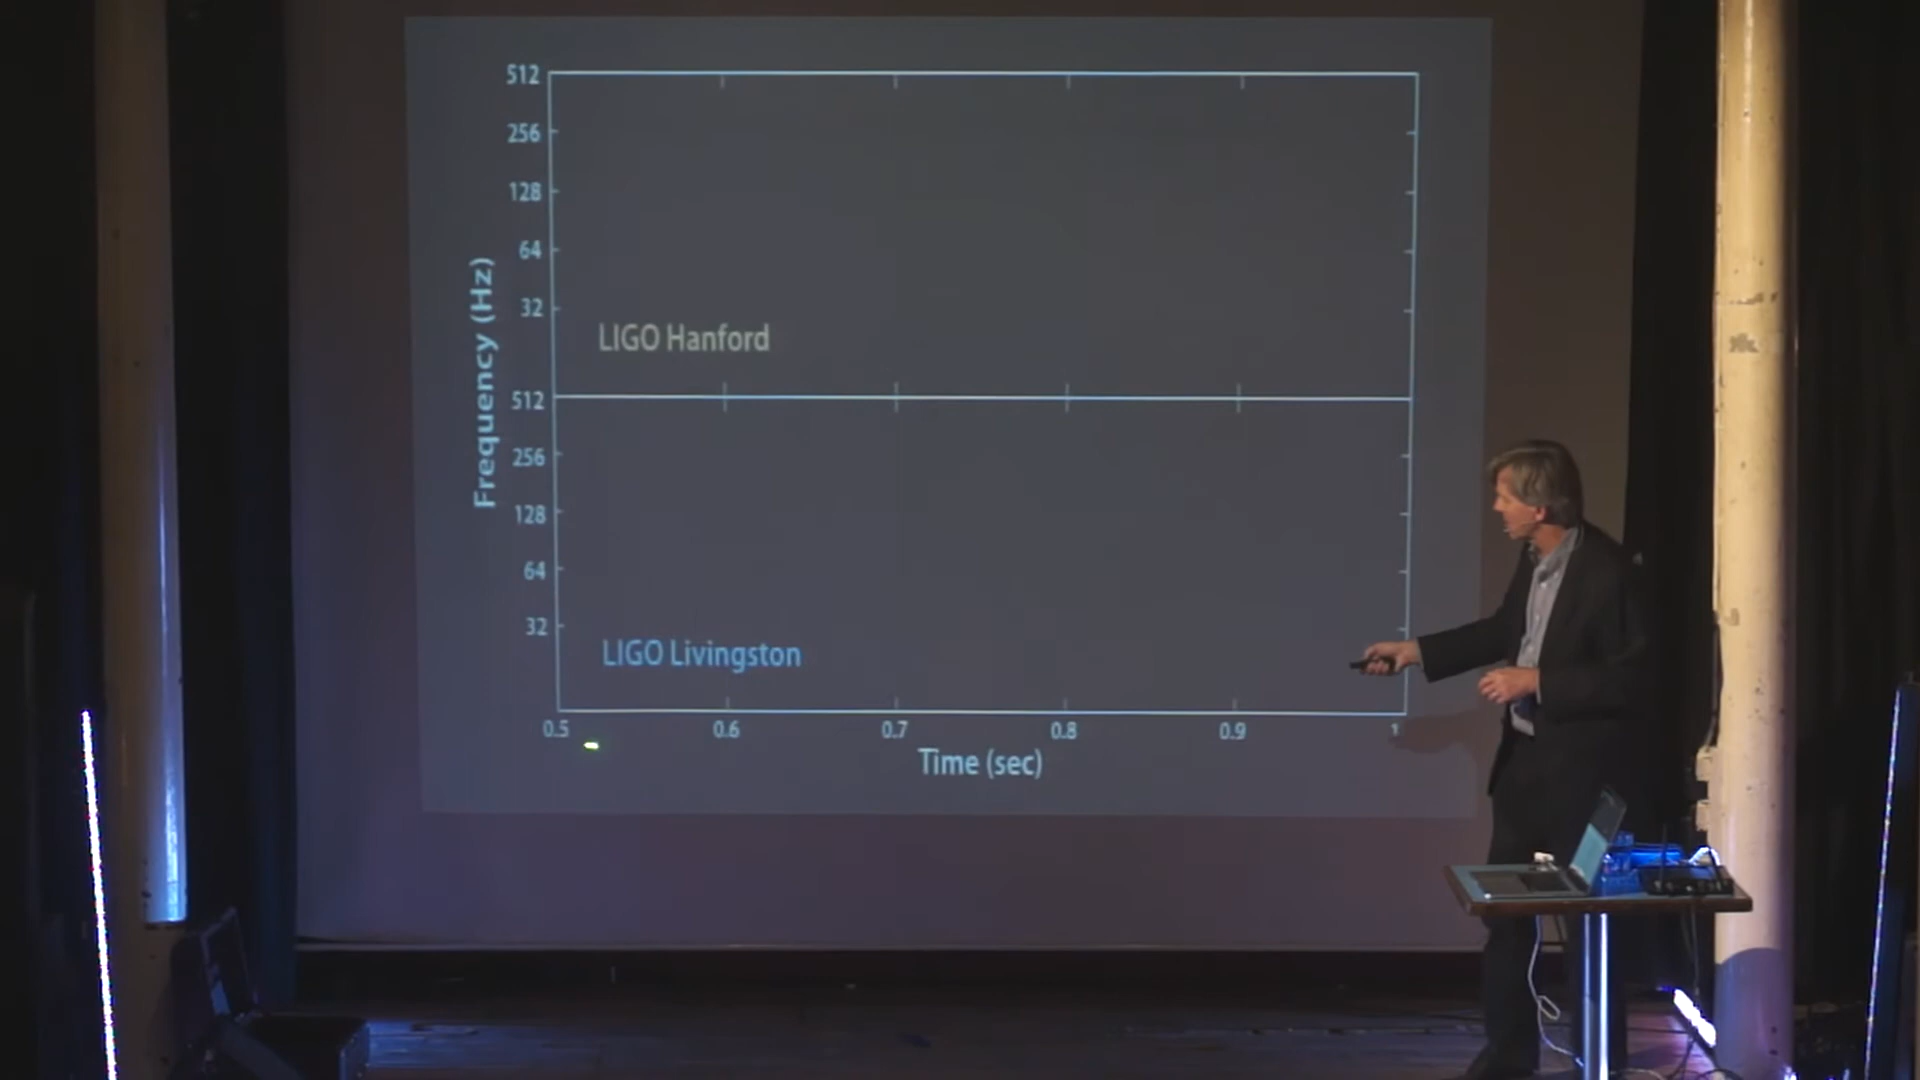 512
256
128
64
32
LIGO Hanford
Frequency (Hz)
512
256
128
64
32
LIGO Livingston
0.5 0.6 0.7 0.8 0.9 1
Time (sec)